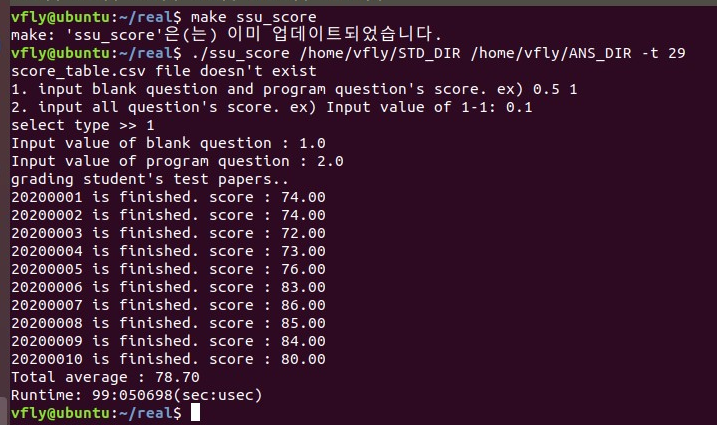 vfly@ubuntu:~/real$ make ssu_score
make: 'ssu_score'은(는) 이미 업데이트되었습니다.
vfly@ubuntu:~/real$ ./ssu_score /home/vfly/STD_DIR /home/vfly/ANS_DIR -t 29
score_table.csv file doesn't exist
1. input blank question and program question's score. ex) 0.5 1
2. input all question's score. ex) Input value of 1-1: 0.1
select type >> 1
Input value of blank question : 1.0
Input value of program question : 2.0
grading student's test papers..
20200001 is finished. score : 74.00
20200002 is finished. score : 74.00
20200003 is finished. score : 72.00
20200004 is finished. score : 73.00
20200005 is finished. score : 76.00
20200006 is finished. score : 83.00
20200007 is finished. score : 86.00
20200008 is finished. score : 85.00
20200009 is finished. score : 84.00
20200010 is finished. score : 80.00
Total average : 78.70
Runtime: 99:050698(sec:usec)
vfly@ubuntu:~/real$